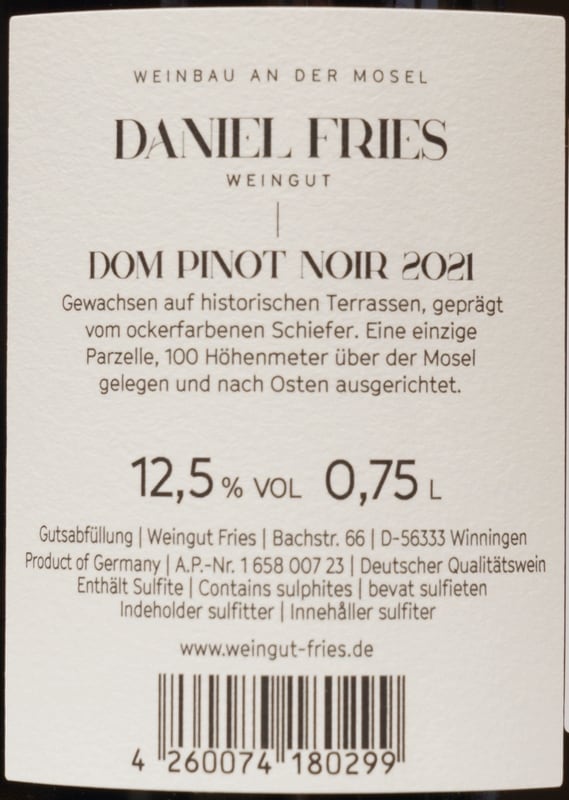 WEINBAU AN DER MOSEL
DANIEL FRIES
WEINGUT
DOM PINOT NOIR 2021
Gewachsen auf historischen Terrassen, geprägt
vom ockerfarbenen Schiefer. Eine einzige
Parzelle, 100 Höhenmeter über der Mosel
gelegen und nach Osten ausgerichtet.
12,5 % VOL 0,75 L
Gutsabfüllung | Weingut Fries | Bachstr. 66 | D-56333 Winningen
Product of Germany | A.P.-Nr. 1 658 007 23 | Deutscher Qualitätswein
Enthält Sulfite | Contains sulphites | bevat sulfieten
Indeholder sulfitter | Innehåller sulfiter
www.weingut-fries.de
4 260074 180299